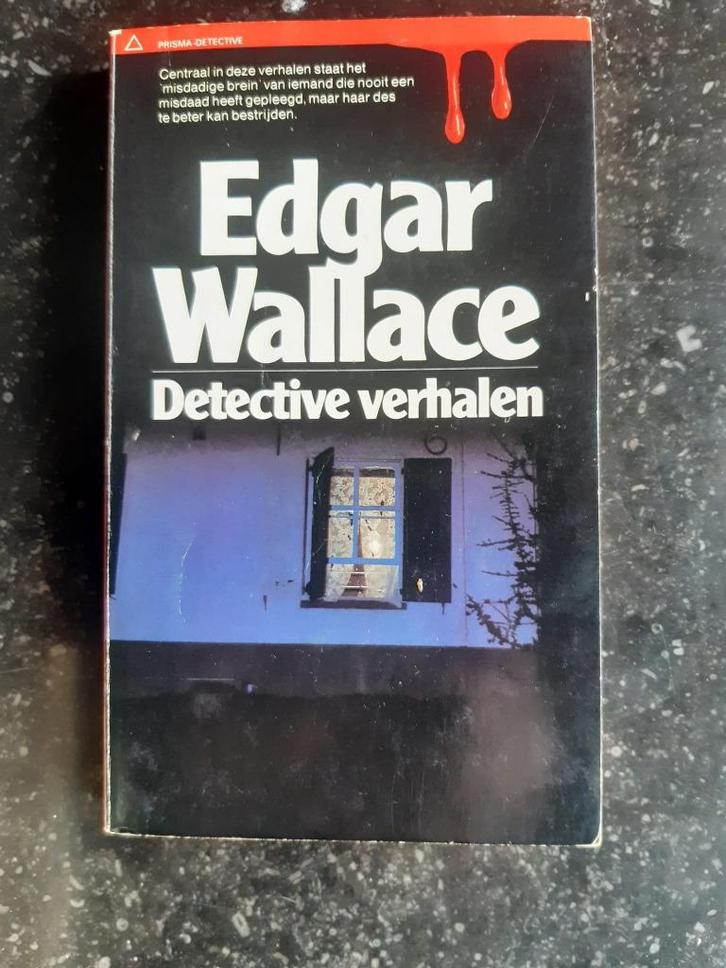 PRISMA-DETECTIVE
Centraal in deze verhalen staat het
'misdadige brein' van iemand die nooit een
misdaad heeft gepleegd, maar haar des
te beter kan bestrijden.
Edgar
Wallace
Detective verhalen